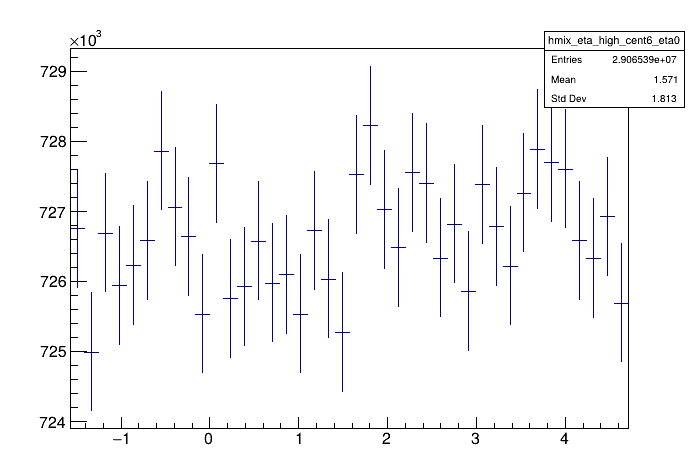 ×10³
hmix_eta_high_cent6_eta0
Entries 2.906539e+07
Mean 1.571
Std Dev 1.813
729
728
727
726
725
724
−1 0 1 2 3 4